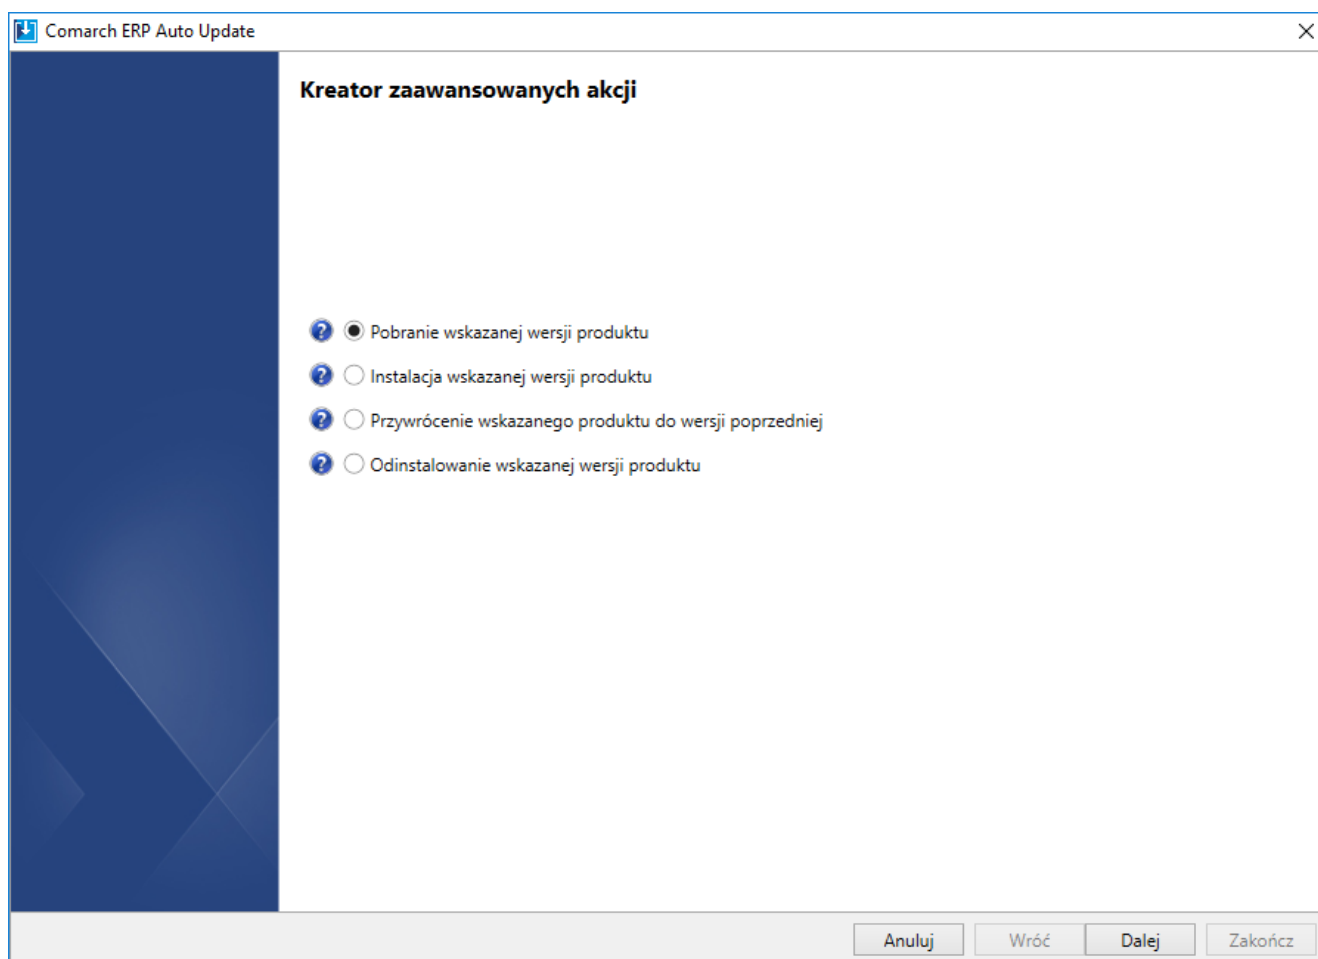 Comarch ERP Auto Update
Kreator zaawansowanych akcji
Pobranie wskazanej wersji produktu
Instalacja wskazanej wersji produktu
Przywrócenie wskazanego produktu do wersji poprzedniej
Odinstalowanie wskazanej wersji produktu
Anuluj Wróć Dalej Zakończ